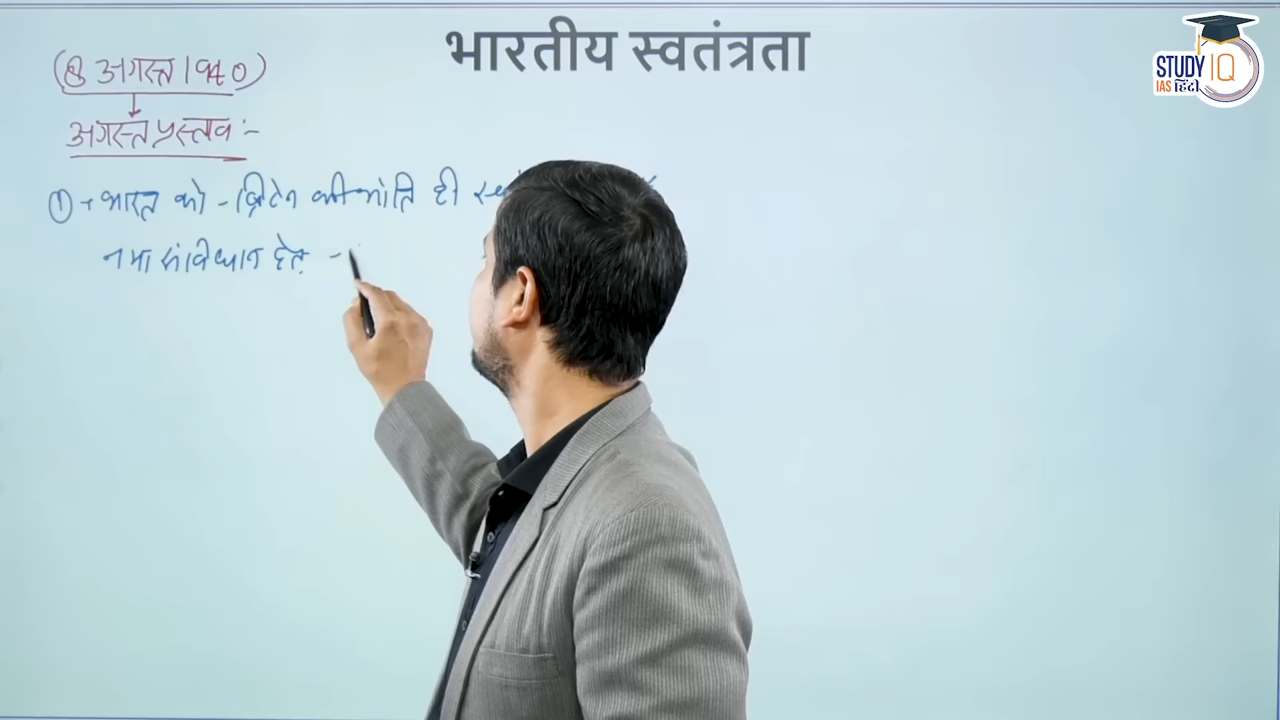 भारतीय स्वतंत्रता
STUDY IQ
IAS हिंदी
(8 अगस्त 1940)
अगस्त प्रस्ताव :-
① → भारत को - ब्रिटेन की भांति ही
नया संविधान हेतु -